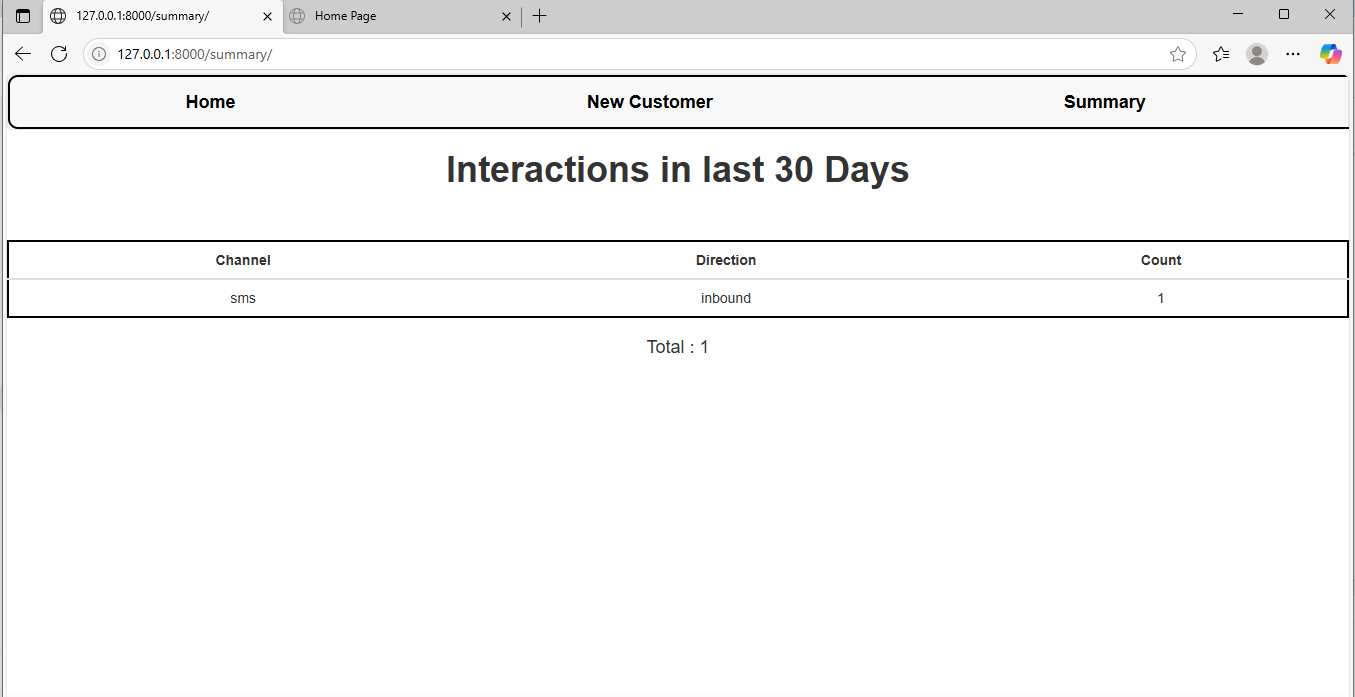 127.0.0.1:8000/summary/ Home Page
127.0.0.1:8000/summary/
Home New Customer Summary
Interactions in last 30 Days
Channel Direction Count
sms inbound 1
Total : 1